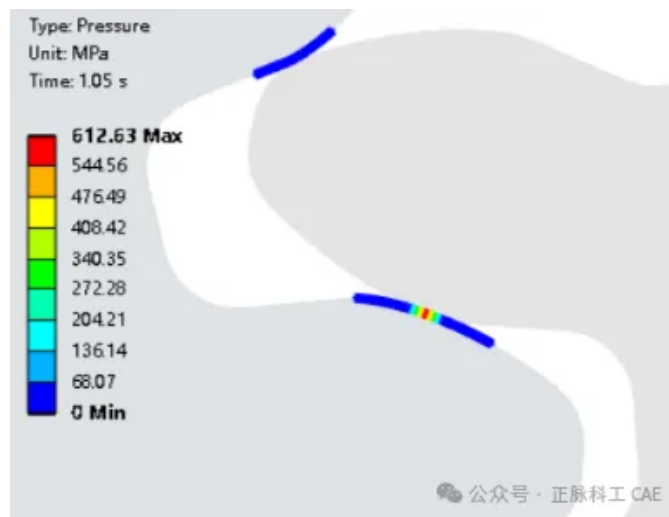 Type: Pressure
Unit: MPa
Time: 1.05 s
612.63 Max
544.56
476.49
408.42
340.35
272.28
204.21
136.14
68.07
0 Min
公众号 · 正脉科工 CAE